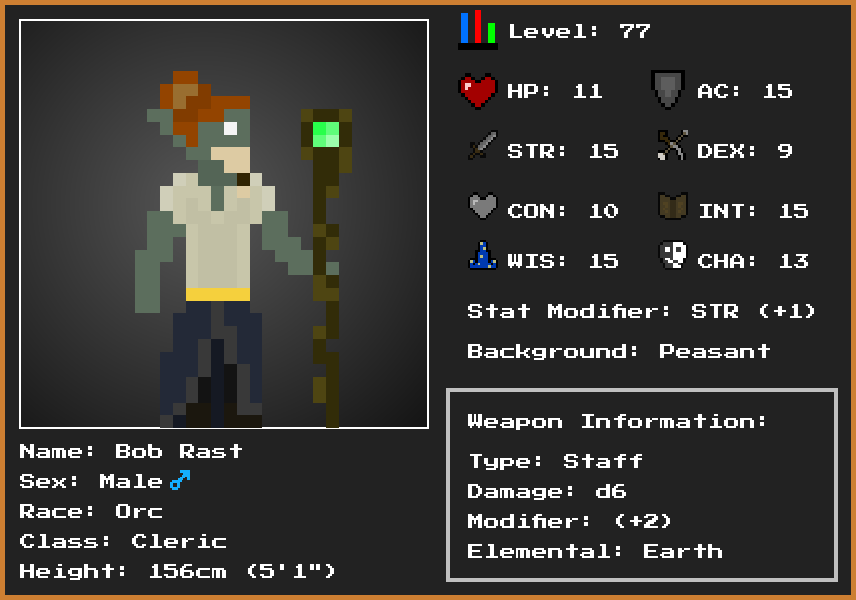 Level: 77
HP: 11
AC: 15
STR: 15
DEX: 9
CON: 10
INT: 15
WIS: 15
CHA: 13
Stat Modifier: STR (+1)
Background: Peasant
Weapon Information:
Type: Staff
Damage: d6
Modifier: (+2)
Elemental: Earth
Name: Bob Rast
Sex: Male ♂
Race: Orc
Class: Cleric
Height: 156cm (5'1")